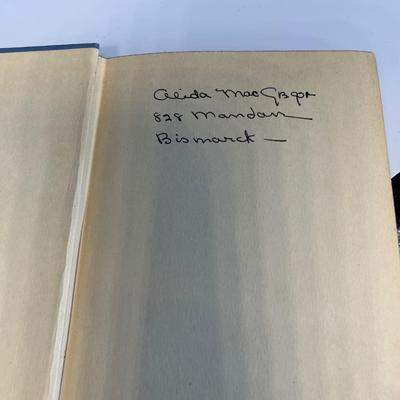 Alida MacGregor
828 Mandan
Bismarck —